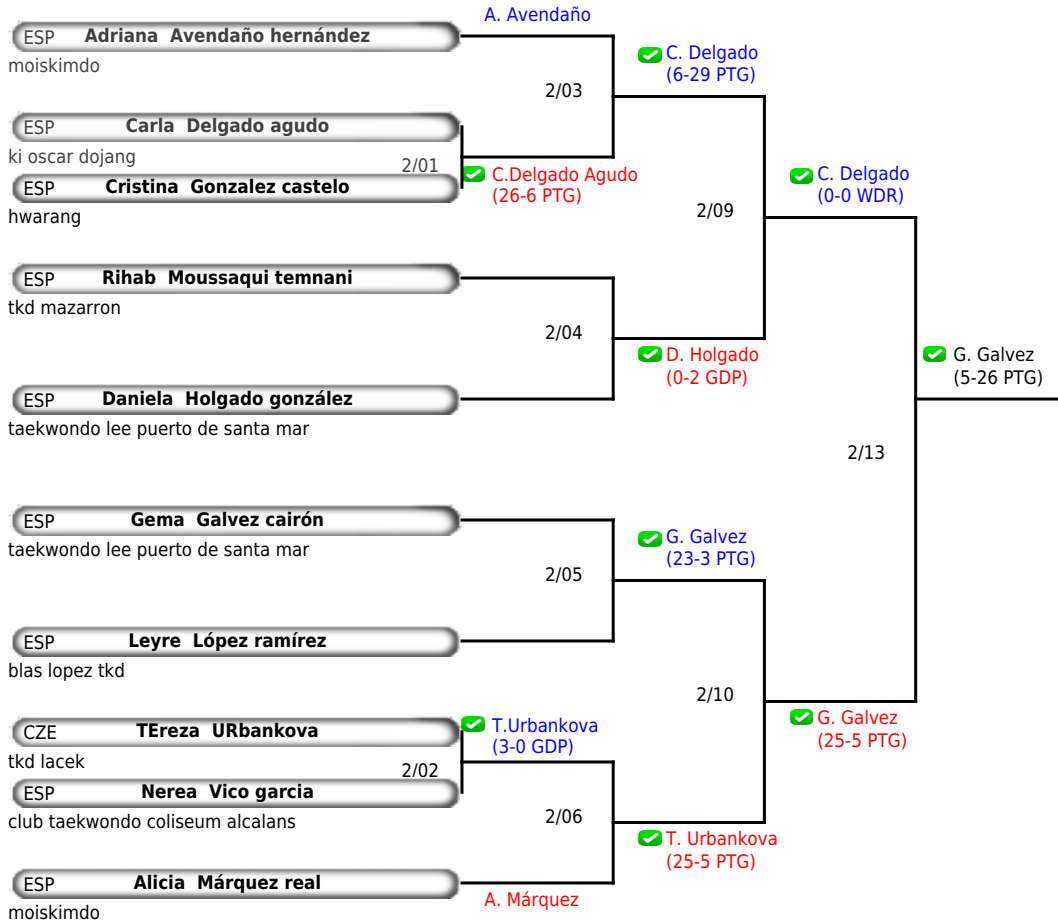 A. Avendaño
ESP Adriana Avendaño hernández
moiskimdo
C. Delgado
(6-29 PTG)
2/03
ESP Carla Delgado agudo
ki oscar dojang
2/01
ESP Cristina Gonzalez castelo
hwarang
C.Delgado Agudo
(26-6 PTG)
C. Delgado
(0-0 WDR)
2/09
ESP Rihab Moussaqui temnani
tkd mazarron
2/04
D. Holgado
(0-2 GDP)
G. Galvez
(5-26 PTG)
ESP Daniela Holgado gonzález
taekwondo lee puerto de santa mar
2/13
ESP Gema Galvez cairón
taekwondo lee puerto de santa mar
G. Galvez
(23-3 PTG)
2/05
ESP Leyre López ramírez
blas lopez tkd
2/10
CZE TEreza URbankova
tkd lacek
T.Urbankova
(3-0 GDP)
G. Galvez
(25-5 PTG)
2/02
ESP Nerea Vico garcia
club taekwondo coliseum alcalans
2/06
T. Urbankova
(25-5 PTG)
ESP Alicia Márquez real
moiskimdo
A. Márquez